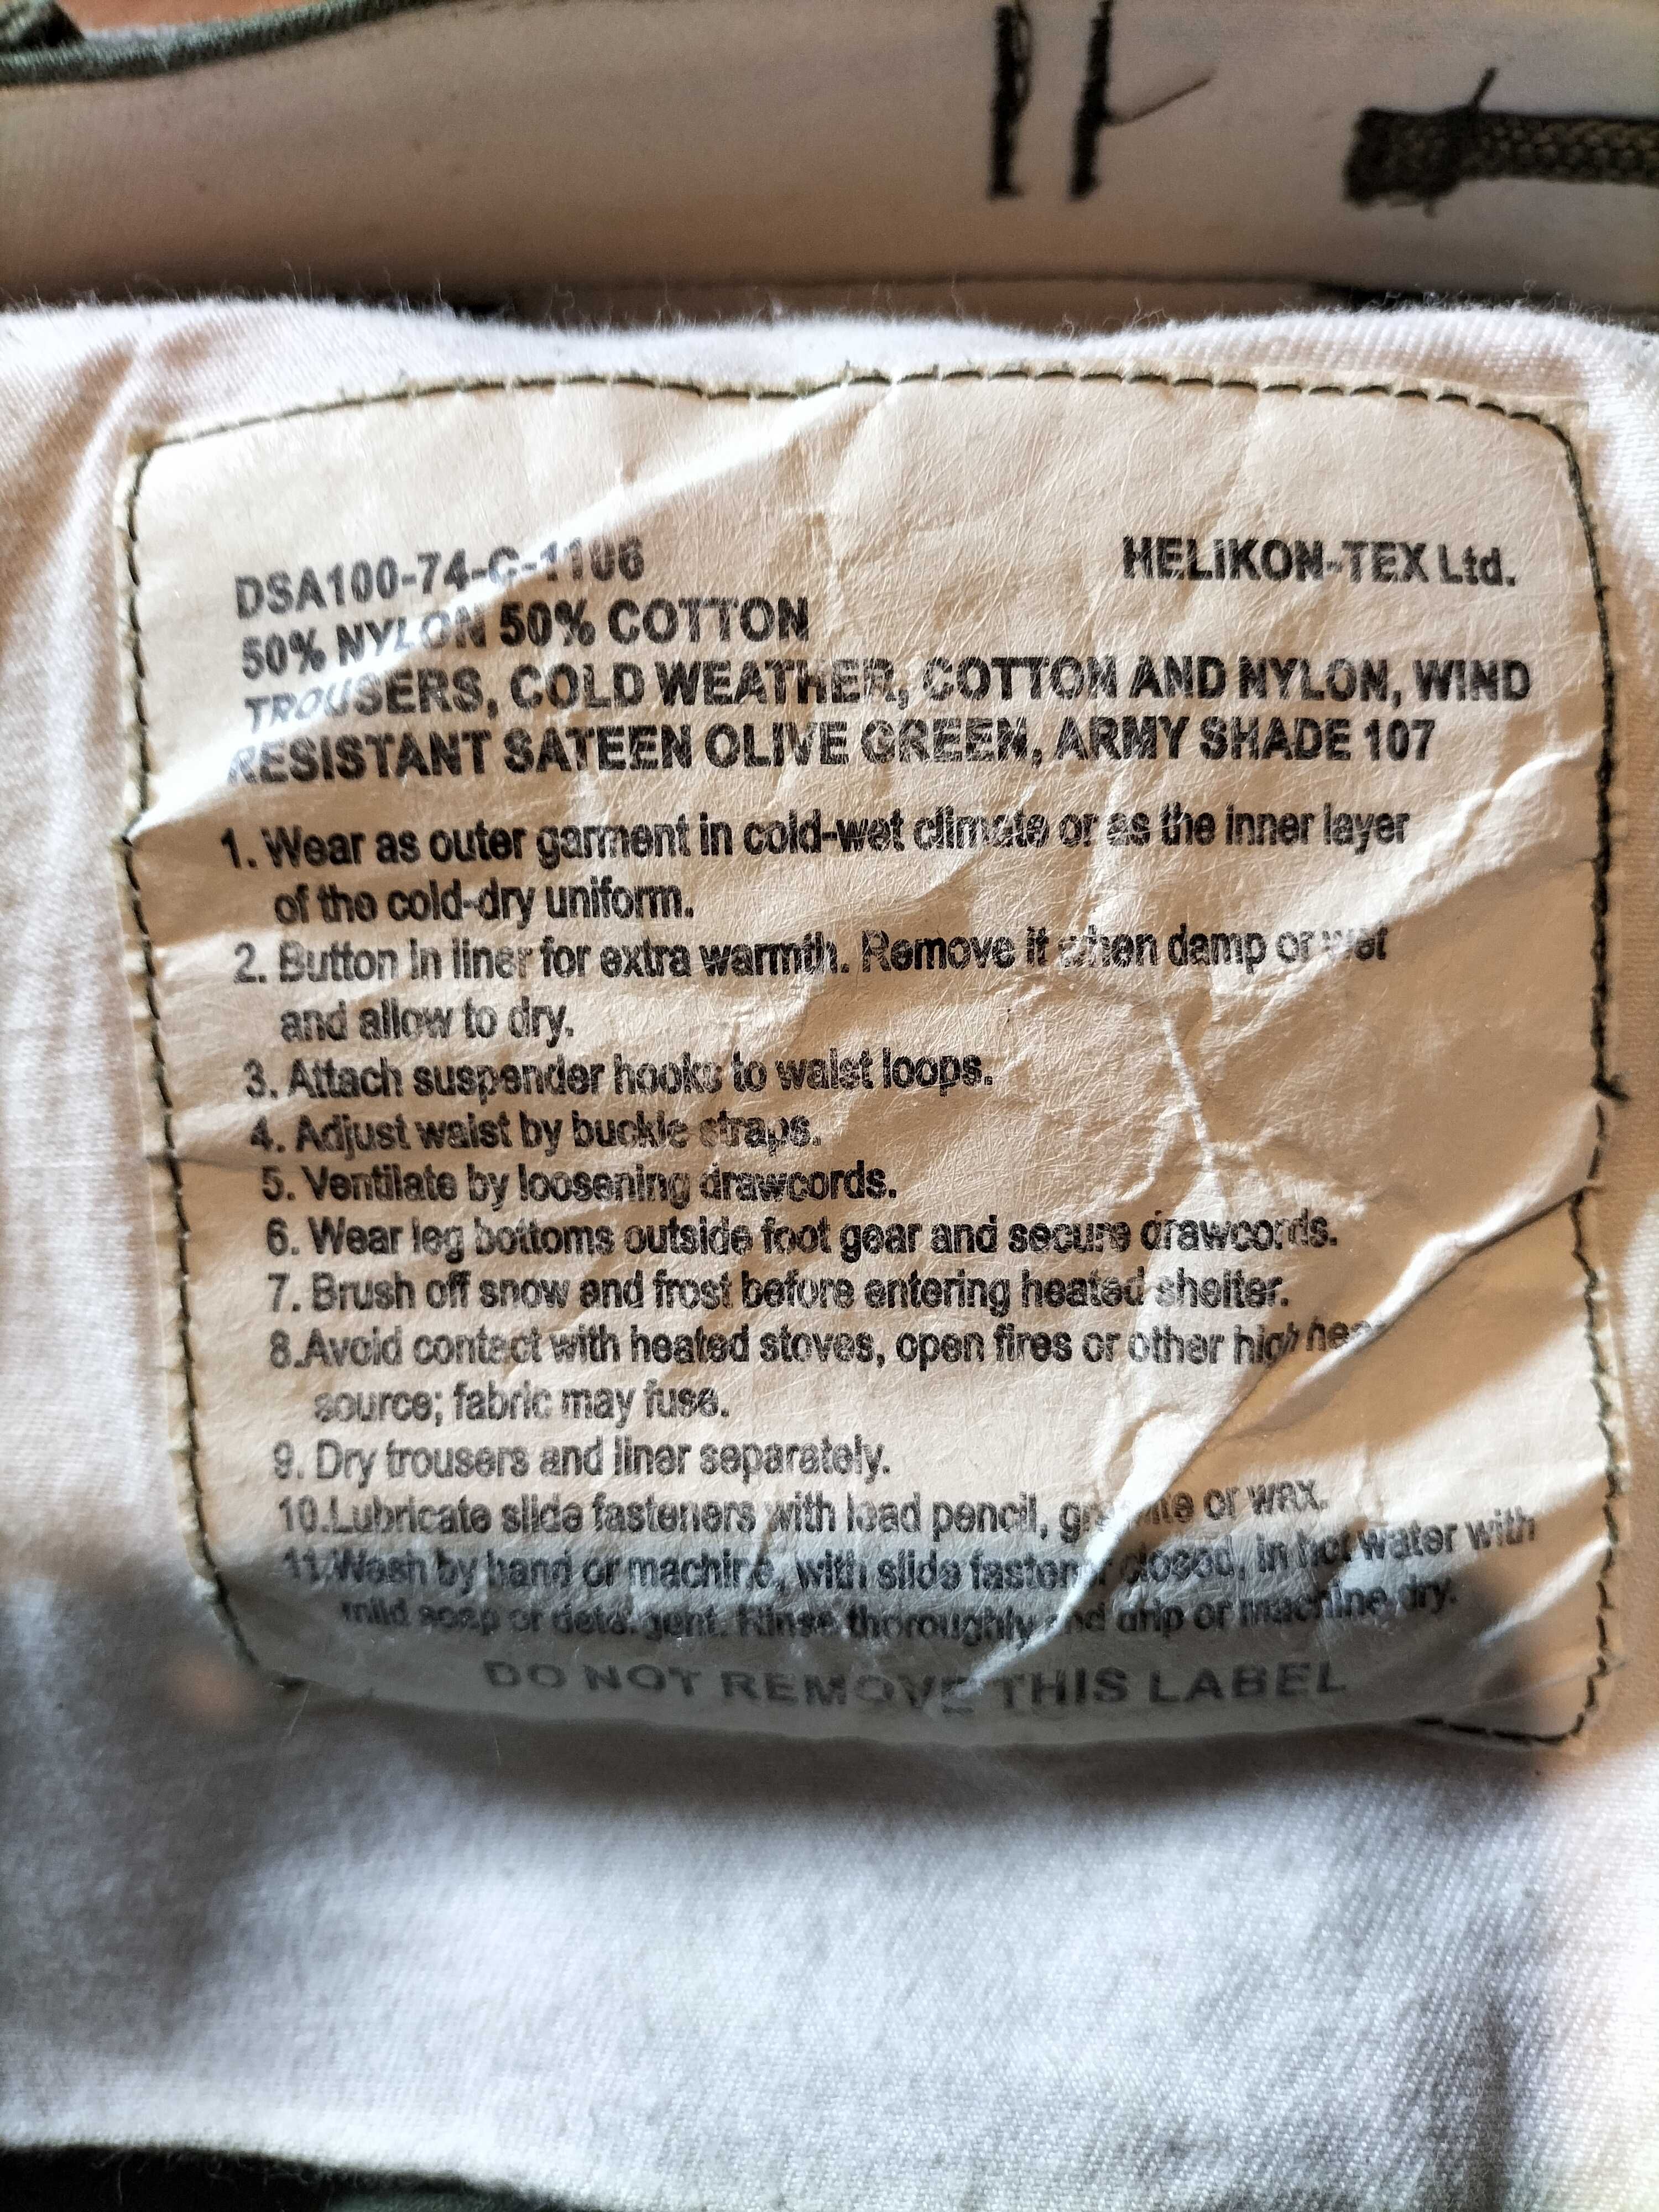 DSA100-74-C-1106
HELIKON-TEX Ltd.
50% NYLON 50% COTTON
TROUSERS, COLD WEATHER, COTTON AND NYLON, WIND
RESISTANT SATEEN OLIVE GREEN, ARMY SHADE 107
1. Wear as outer garment in cold-wet climate or as the inner layer
of the cold-dry uniform.
2. Button in liner for extra warmth. Remove it when damp or wet
and allow to dry.
3. Attach suspender hooks to waist loops.
4. Adjust waist by buckle straps.
5. Ventilate by loosening drawcords.
6. Wear leg bottoms outside foot gear and secure drawcords.
7. Brush off snow and frost before entering heated shelter.
8.Avoid contact with heated stoves, open fires or other high heat
source; fabric may fuse.
9. Dry trousers and liner separately.
10.Lubricate slide fasteners with lead pencil, graphite or wax.
11.Wash by hand or machine, with slide fastener closed, in hot water with
mild soap or detergent. Rinse thoroughly and drip or machine dry.
DO NOT REMOVE THIS LABEL